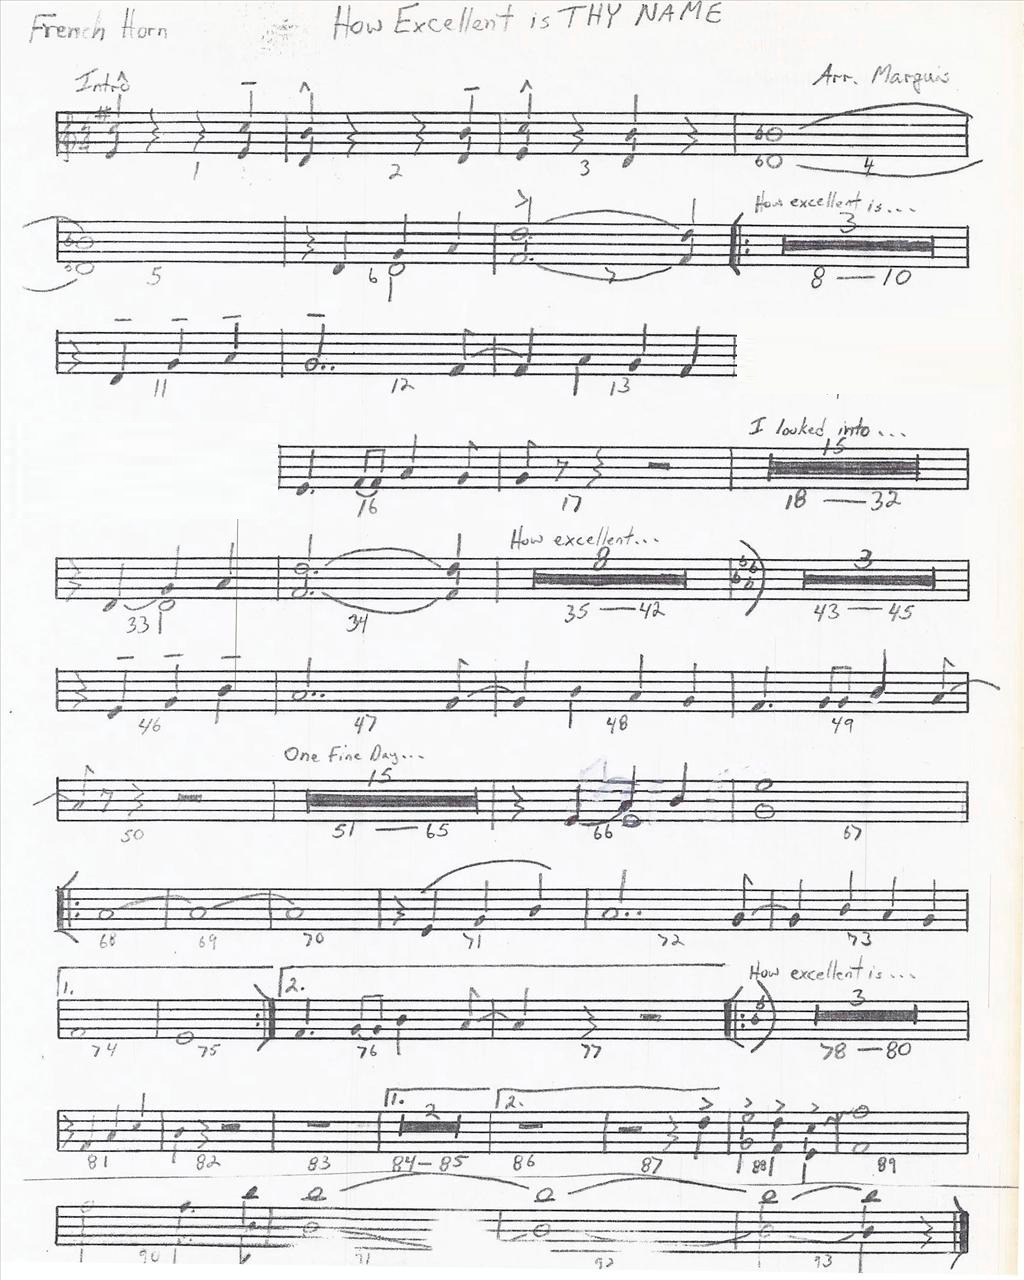 French Horn
How Excellent is THY NAME
Intro
Arr. Marquis
1 2 3 4
How excellent is...
3
5 6 7 8 — 10
11 12 13
I looked into...
15
16 17 18 — 32
How excellent...
8 3
33 34 35 — 42 43 — 45
46 47 48 49
One Fine Day...
15
50 51 — 65 66 67
68 69 70 71 72 73
1. 2. How excellent is...
3
74 75 76 77 78 — 80
1. 2.
2
81 82 83 84 — 85 86 87 88 89
90 91 92 93